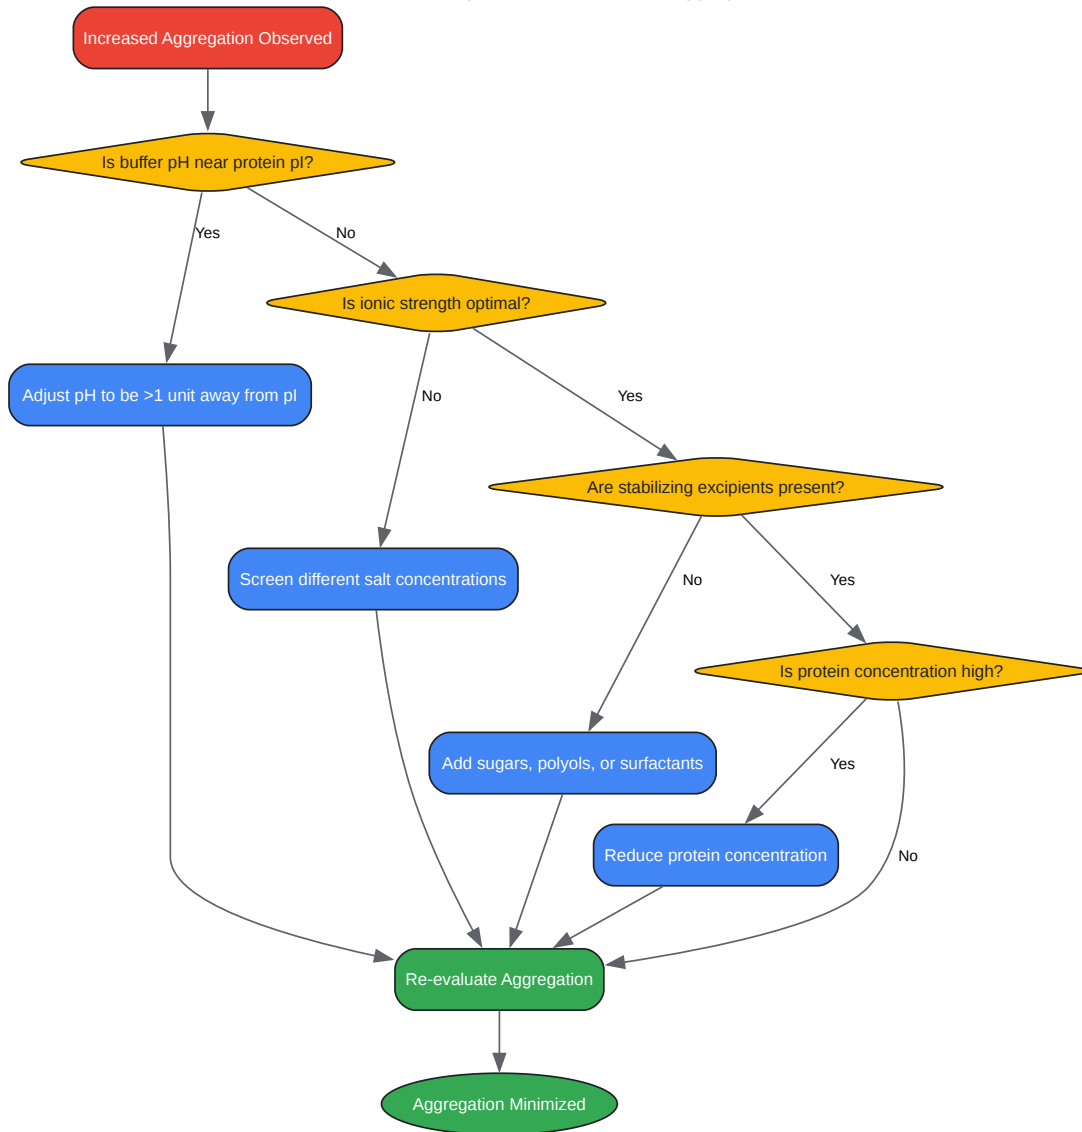 Increased Aggregation Observed
Is buffer pH near protein pI?
Yes
No
Is ionic strength optimal?
Adjust pH to be >1 unit away from pI
No
Yes
Are stabilizing excipients present?
Screen different salt concentrations
No
Yes
Is protein concentration high?
Add sugars, polyols, or surfactants
Yes
Reduce protein concentration
No
Re-evaluate Aggregation
Aggregation Minimized